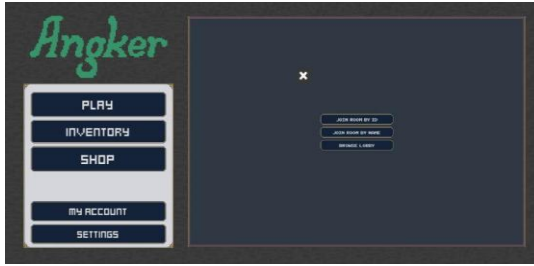 Angker
PLAY
INVENTORY
SHOP
MY ACCOUNT
SETTINGS
JOIN ROOM BY ID
JOIN ROOM BY NAME
BROWSE LOBBY